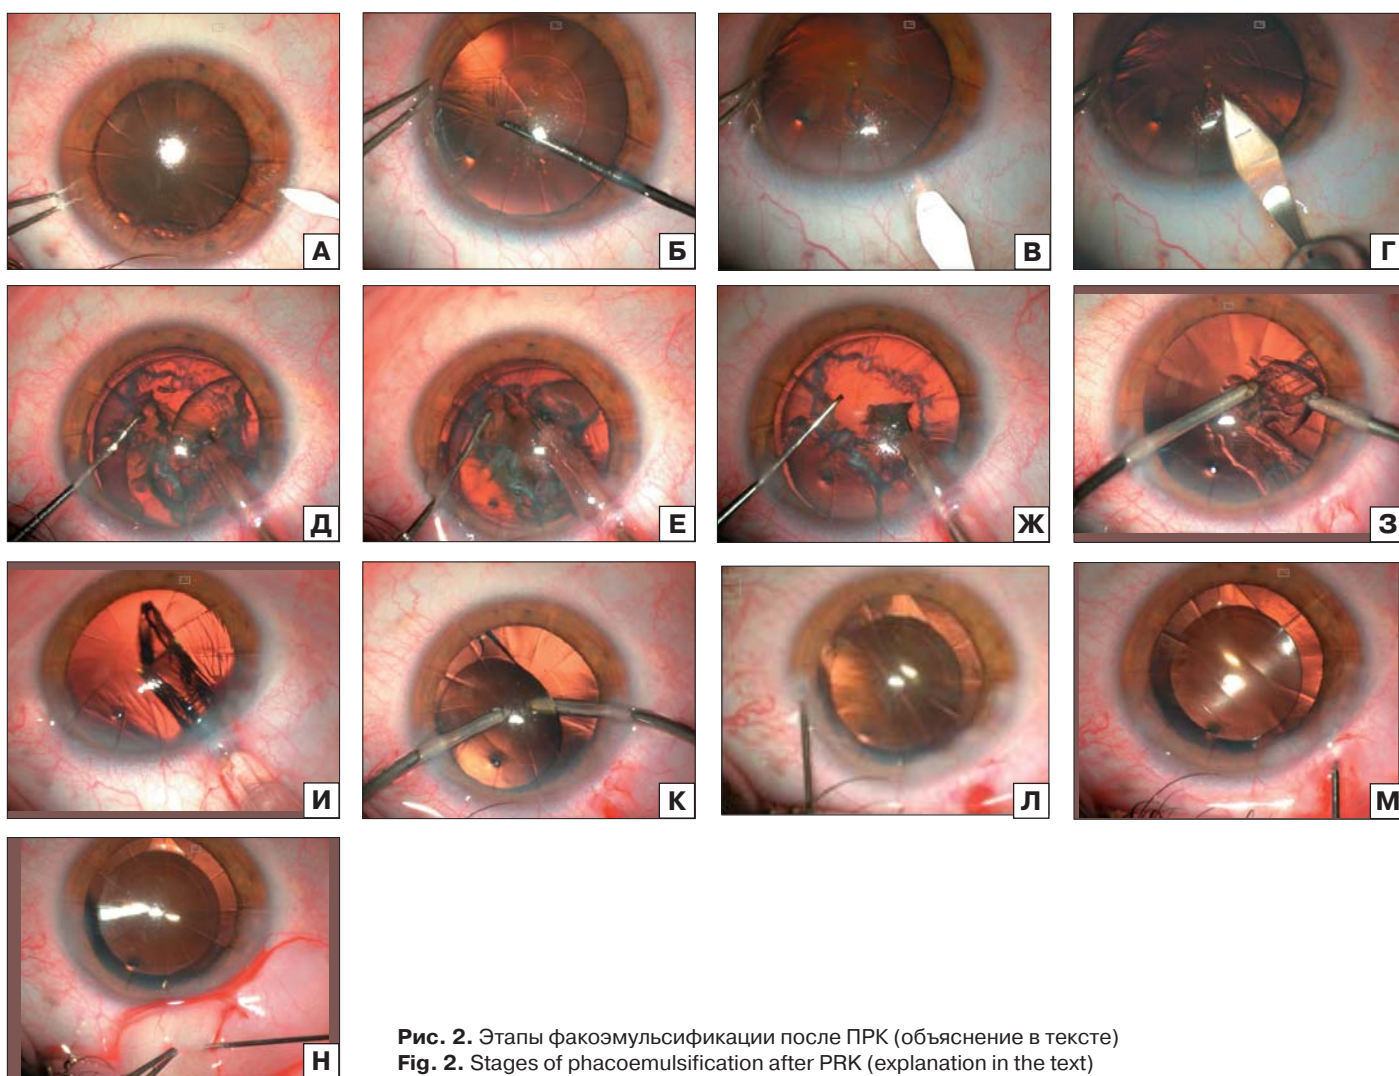 А
Б
В
Г
Д
Е
Ж
З
И
К
Л
М
Н
Рис. 2. Этапы факоэмульсификации после ПРК (объяснение в тексте)
Fig. 2. Stages of phacoemulsification after PRK (explanation in the text)